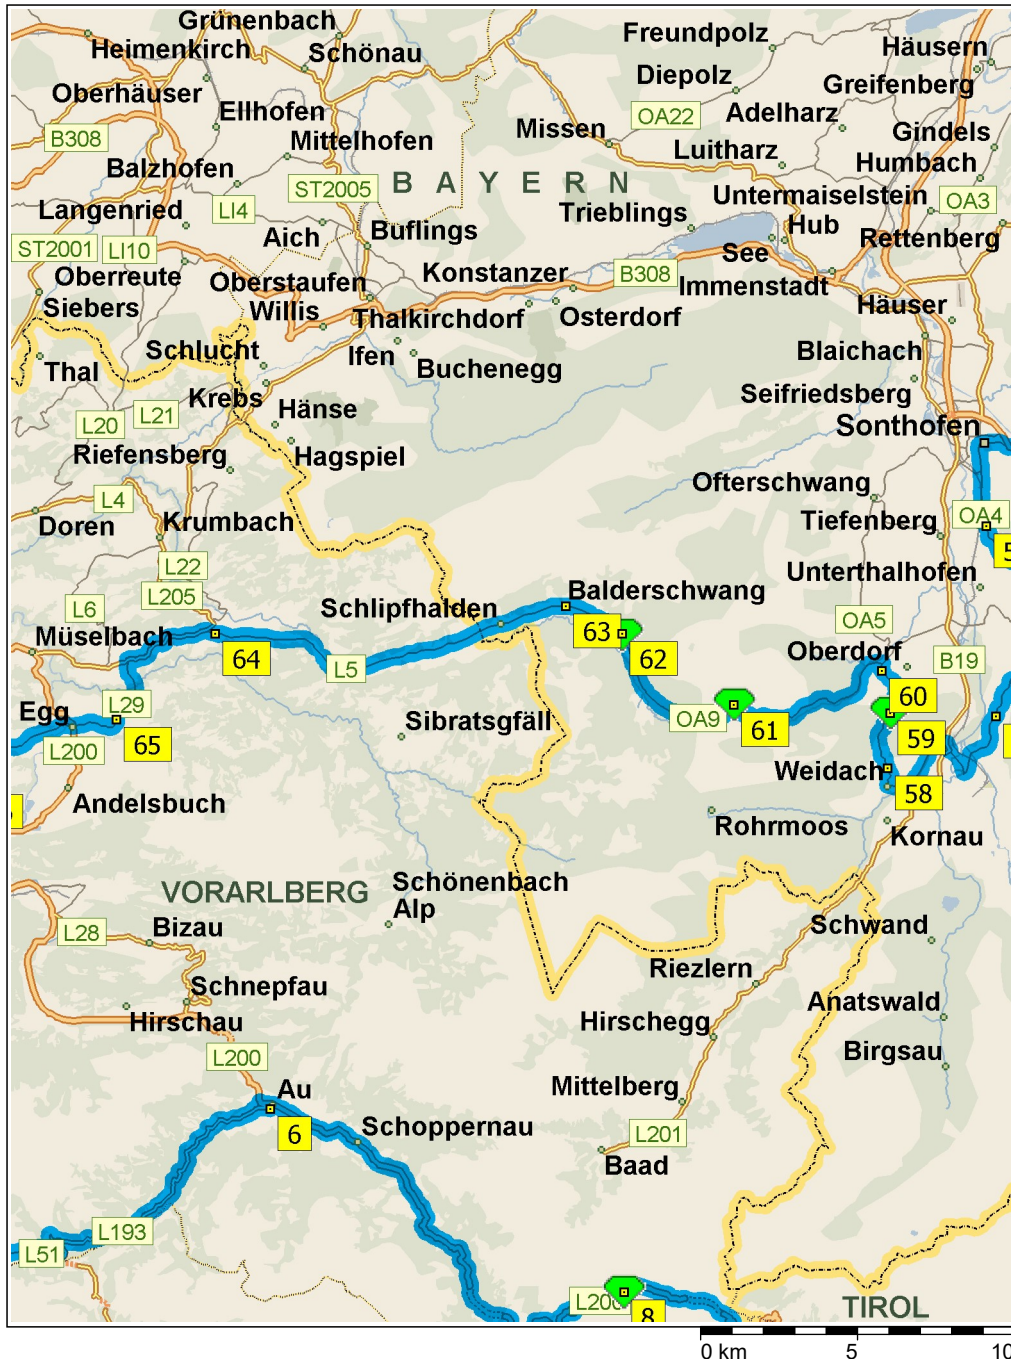 Grünenbach
Heimenkirch
Schönau
Freundpolz
Häusern
Diepolz
Greifenberg
Oberhäuser
Ellhofen
OA22
Adelharz
B308
Mittelhofen
Missen
Gindels
Balzhofen
Luitharz
Humbach
ST2005
BAYERN
Untermaiselstein
OA3
Langenried
LI4
Trieblings
Hub
Aich
Buflings
Rettenberg
ST2001
LI10
See
Oberreute
Oberstaufen
Konstanzer
B308
Immenstadt
Siebers
Willis
Thalkirchdorf
Osterdorf
Häuser
Schlucht
Ifen
Blaichach
Thal
Buchenegg
Krebs
Seifriedsberg
L20
L21
Hänse
Sonthofen
Riefensberg
Hagspiel
Ofterschwang
L4
Doren
Krumbach
Tiefenberg
OA4
5
L22
Unterthalhofen
L205
Balderschwang
L6
Schlipfhalden
OA5
Müselbach
63
64
62
Oberdorf
B19
L5
60
L29
Egg
Sibratsgfäll
OA9
61
59
65
L200
Weidach
58
Andelsbuch
Rohrmoos
Kornau
VORARLBERG
Schönenbach
Alp
L28
Bizau
Schwand
Riezlern
Schnepfau
Anatswald
Hirschau
Hirschegg
L200
Birgsau
Au
Mittelberg
6
Schoppernau
L201
Baad
L193
L51
8
TIROL
0 km
5
10